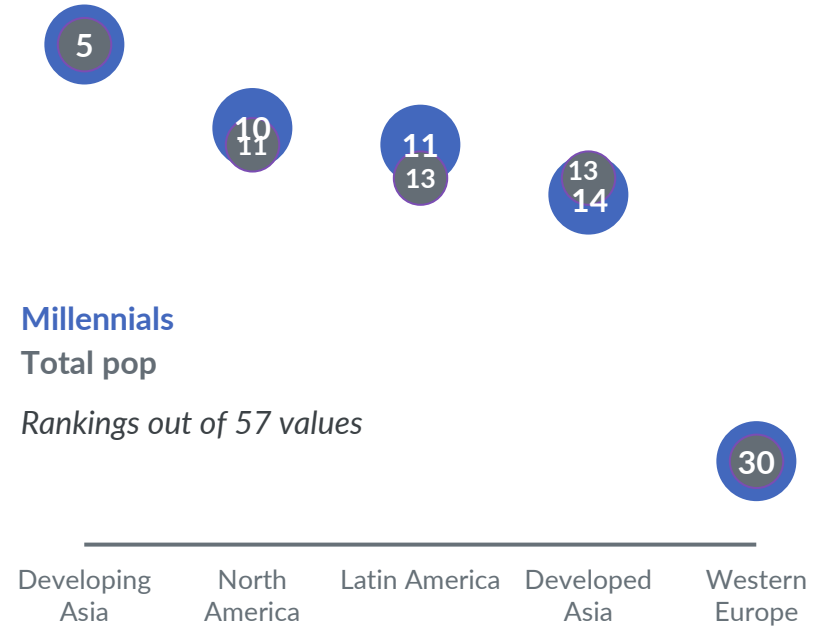 5
10
11
11
13
13
14
Millennials
Total pop
Rankings out of 57 values
30
Developing
Asia
North
America
Latin America
Developed
Asia
Western
Europe